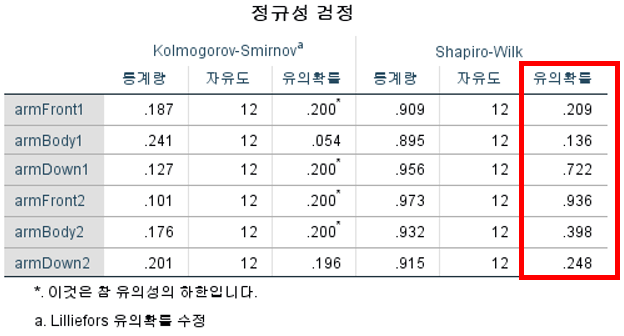 정규성 검정
Kolmogorov-Smirnovª Shapiro-Wilk
통계량 자유도 유의확률 통계량 자유도 유의확률
armFront1 .187 12 .200* .909 12 .209
armBody1 .241 12 .054 .895 12 .136
armDown1 .127 12 .200* .956 12 .722
armFront2 .101 12 .200* .973 12 .936
armBody2 .176 12 .200* .932 12 .398
armDown2 .201 12 .196 .915 12 .248
*. 이것은 참 유의성의 하한입니다.
a. Lilliefors 유의확률 수정